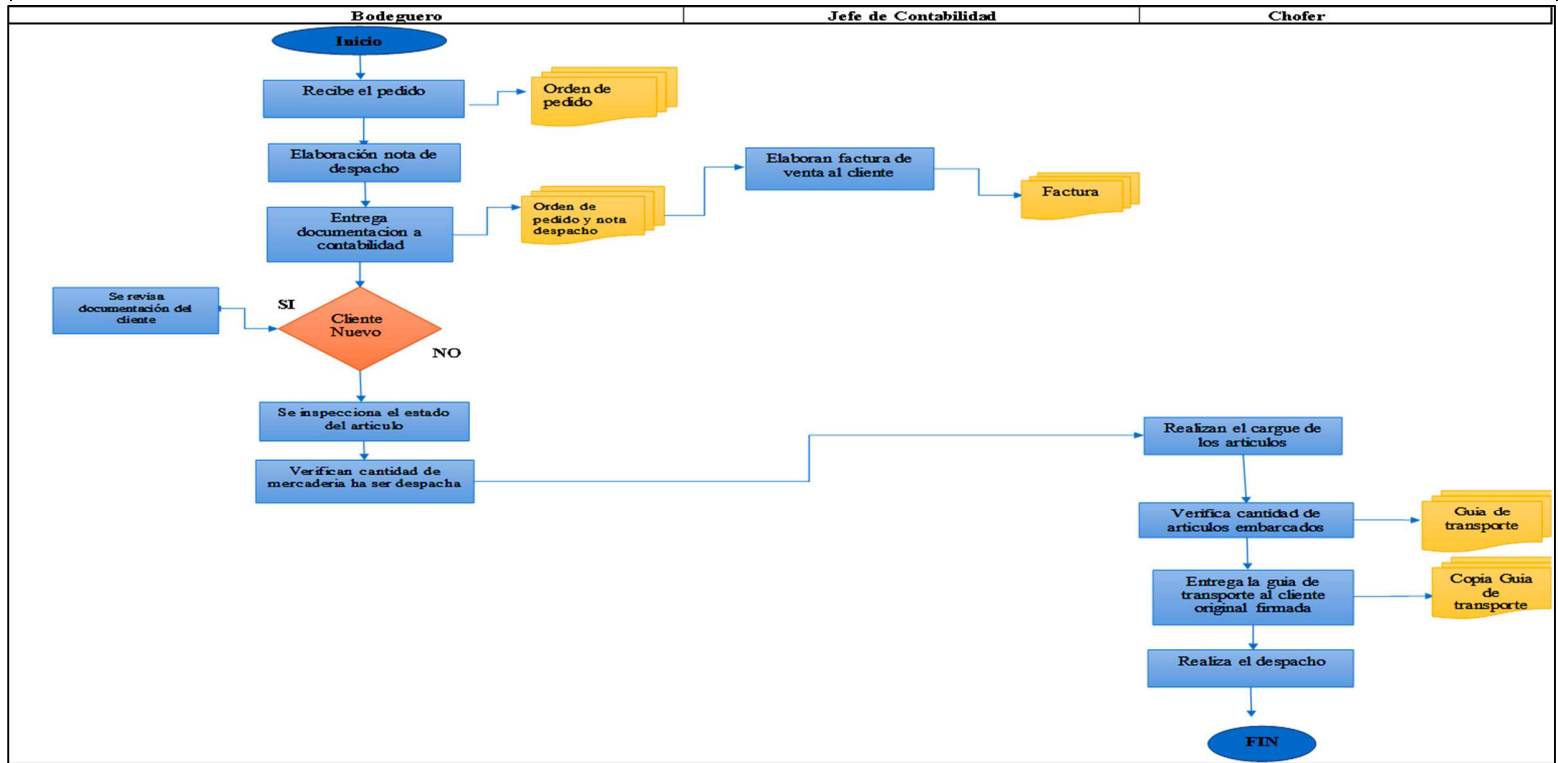 Bodeguero
Jefe de Contabilidad
Chofer
Inicio
Recibe el pedido
Orden de
pedido
Elaboración nota de
despacho
Elaboran factura de
venta al cliente
Factura
Entrega
documentacion a
contabilidad
Orden de
pedido y nota
despacho
Se revisa
documentación del
cliente
SI
Cliente
Nuevo
NO
Se inspecciona el estado
del articulo
Verifican cantidad de
mercaderia ha ser despacha
Realizan el cargue de
los articulos
Verifica cantidad de
articulos embarcados
Guia de
transporte
Entrega la guia de
transporte al cliente
original firmada
Copia Guia
de
transporte
Realiza el despacho
FIN